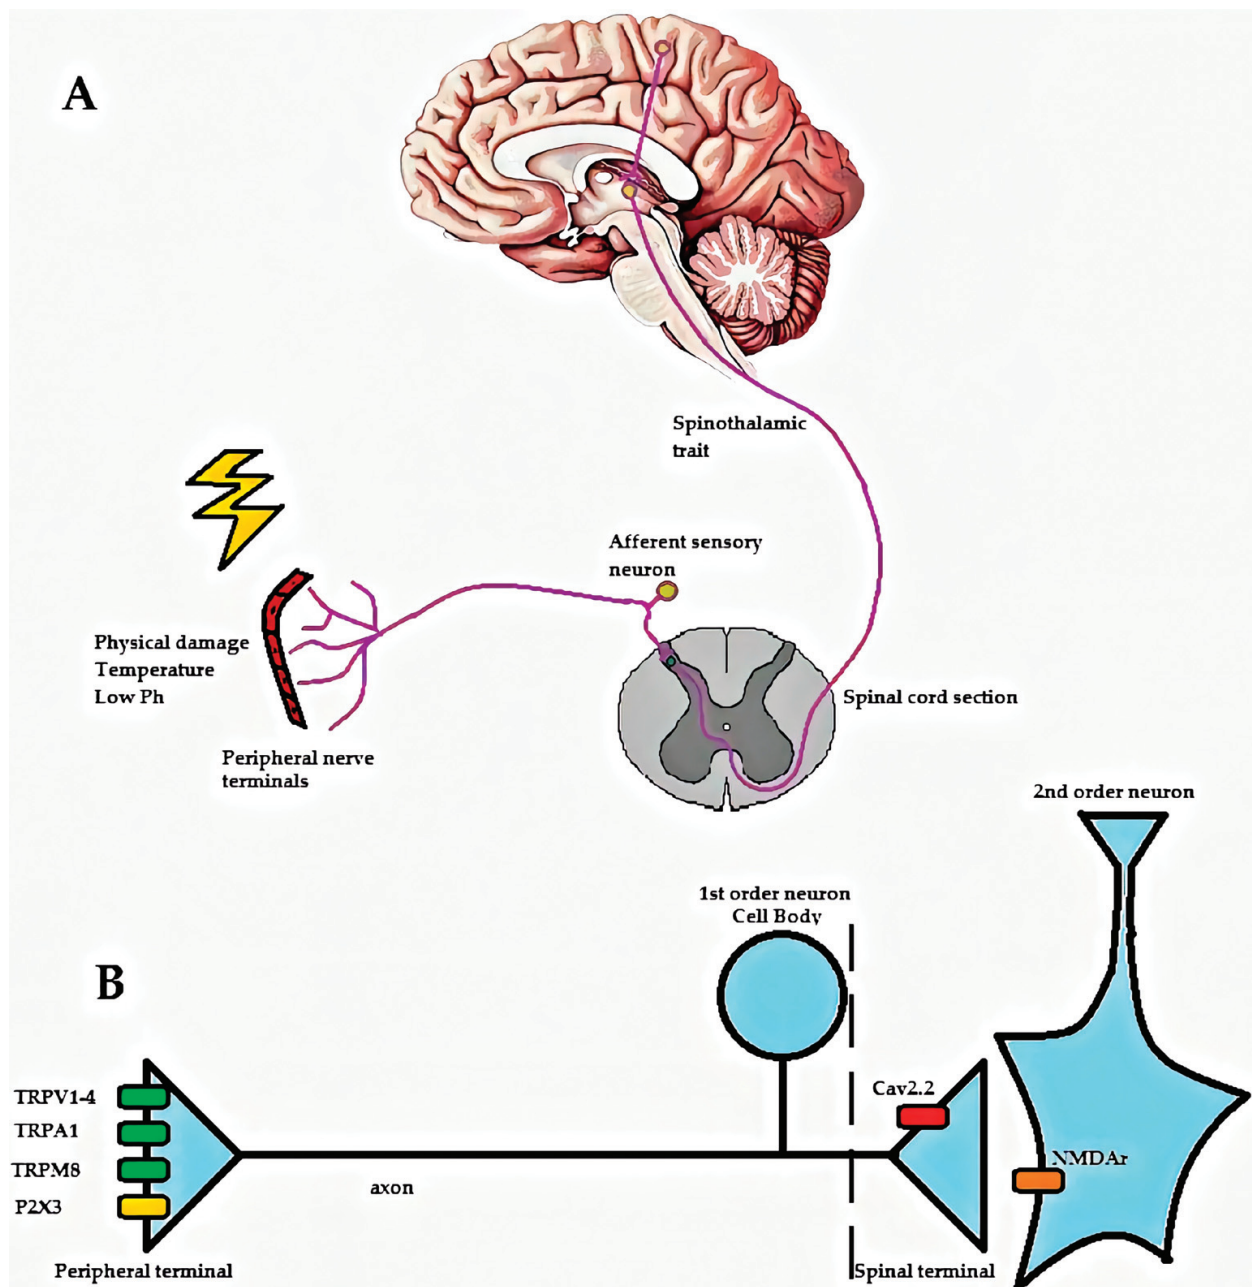 A
Spinothalamic
trait
Afferent sensory
neuron
Physical damage
Temperature
Low Ph
Peripheral nerve
terminals
Spinal cord section
2nd order neuron
1st order neuron
Cell Body
B
TRPV1-4
TRPA1
TRPM8
P2X3
axon
Cav2.2
NMDAr
Peripheral terminal
Spinal terminal